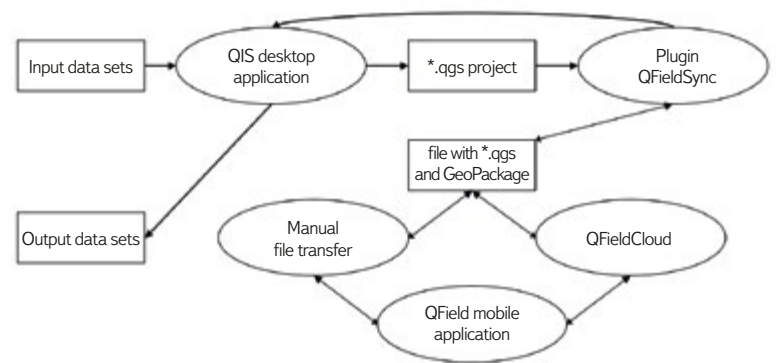 Input data sets
QIS desktop
application
*.qgs project
Plugin
QFieldSync
file with *.qgs
and GeoPackage
Output data sets
Manual
file transfer
QFieldCloud
QField mobile
application